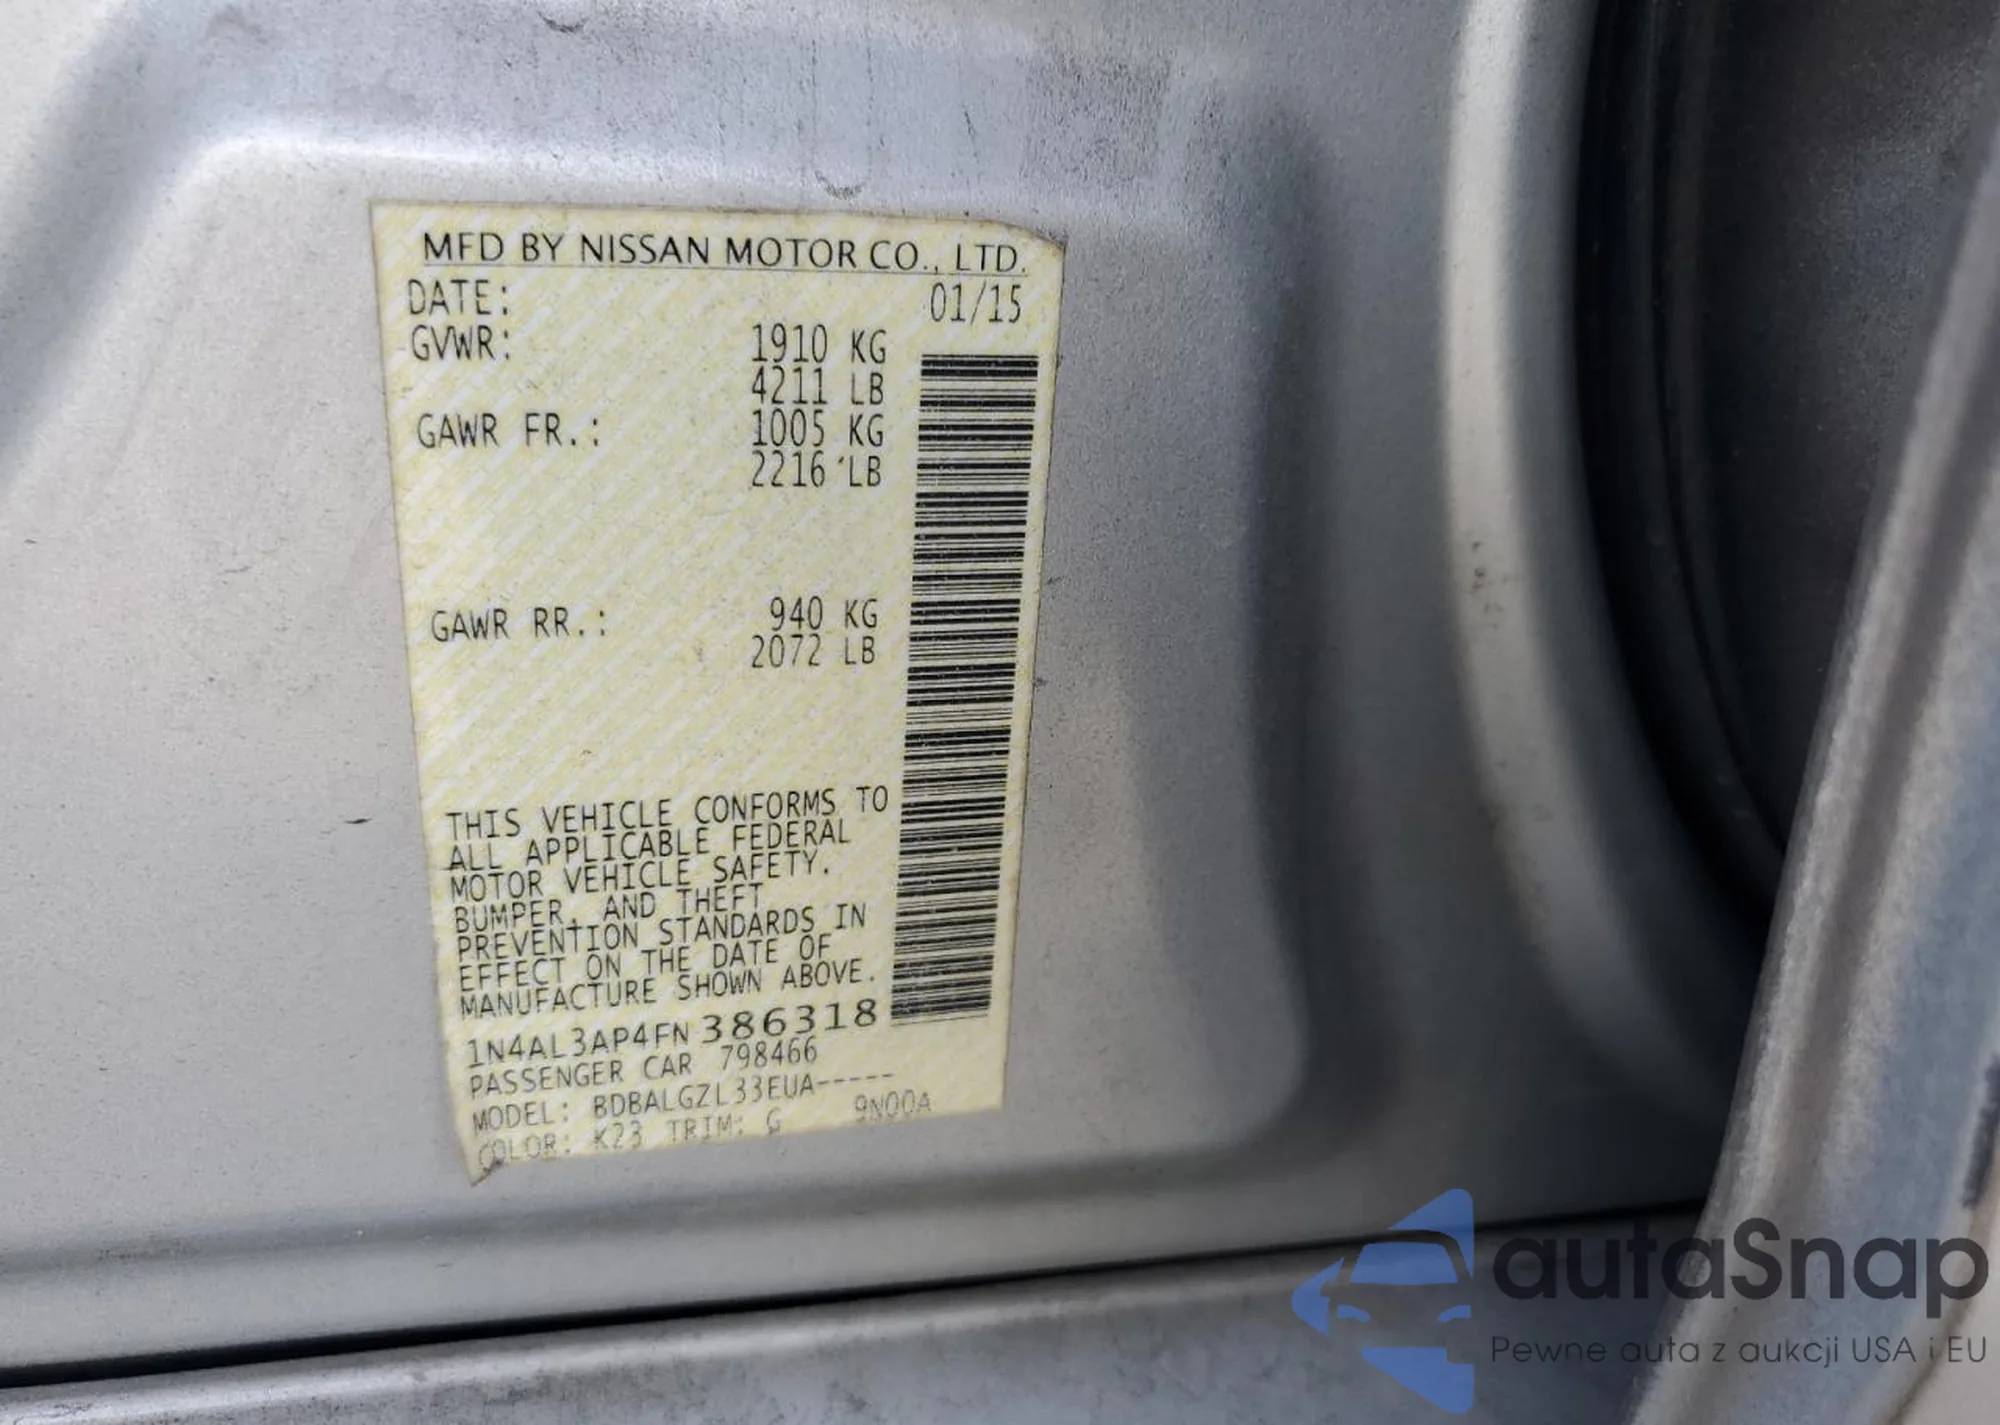 MFD BY NISSAN MOTOR CO., LTD.
DATE: 01/15
GVWR: 1910 KG
4211 LB
GAWR FR.: 1005 KG
2216 LB
GAWR RR.: 940 KG
2072 LB
THIS VEHICLE CONFORMS TO
ALL APPLICABLE FEDERAL
MOTOR VEHICLE SAFETY,
BUMPER, AND THEFT
PREVENTION STANDARDS IN
EFFECT ON THE DATE OF
MANUFACTURE SHOWN ABOVE.
1N4AL3AP4FN386318
PASSENGER CAR 798466
MODEL: BDBALGZL33EUA-----
COLOR: K23 TRIM: G 9N00A
autaSnap
Pewne auta z aukcji USA i EU